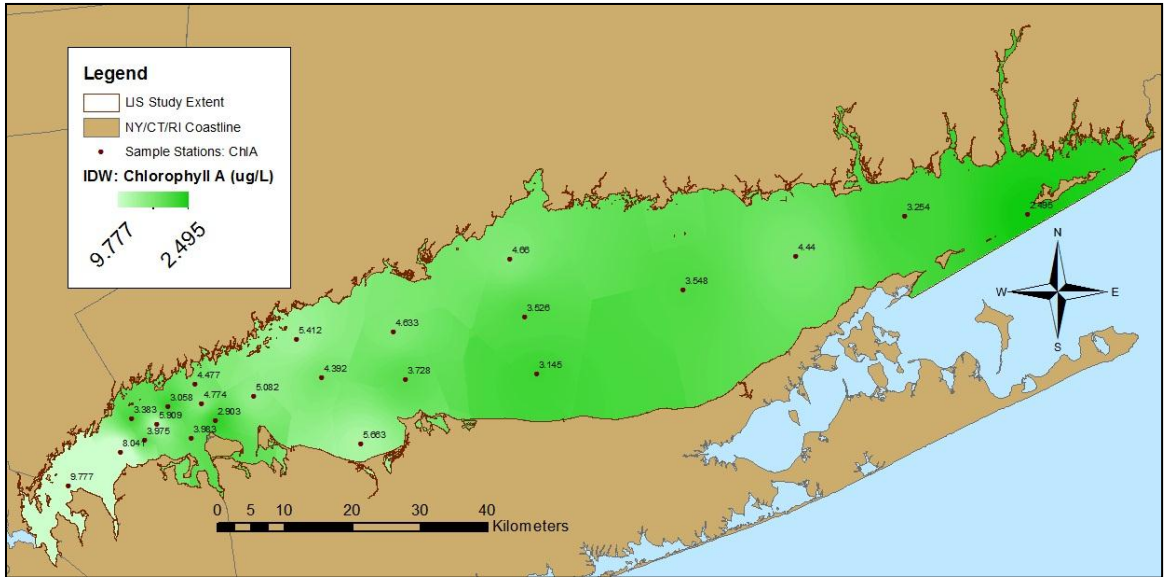 Legend
LIS Study Extent
NY/CT/RI Coastline
Sample Stations: ChlA
IDW: Chlorophyll A (ug/L)
9.777
2.495
2.495
3.254
4.44
4.66
3.548
3.526
4.633
5.412
3.145
3.728
4.392
4.477
5.082
4.774
3.058
3.383
2.903
5.909
3.975
3.983
5.663
8.041
9.777
N
W E
S
0 5 10 20 30 40
Kilometers